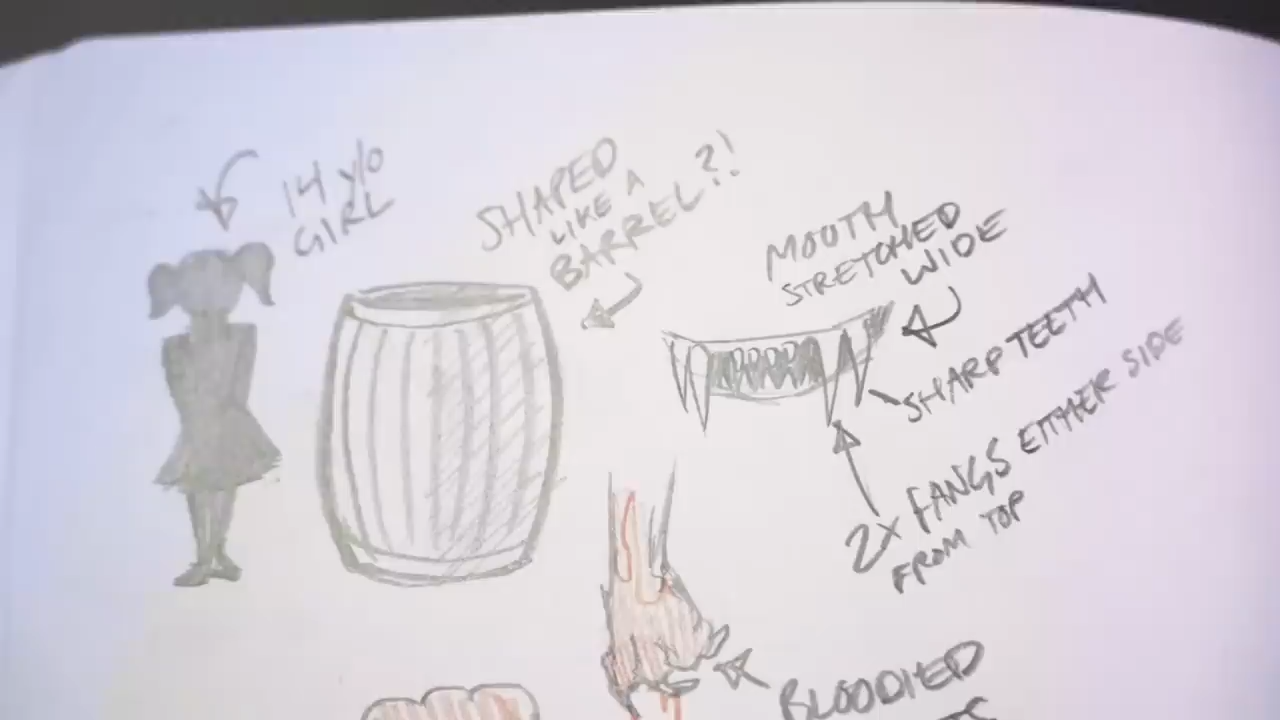 14 y/o
GIRL
SHAPED
LIKE A
BARREL?!
MOUTH
STRETCHED
WIDE
SHARP TEETH
2X FANGS EITHER SIDE
FROM TOP
BLOODIED